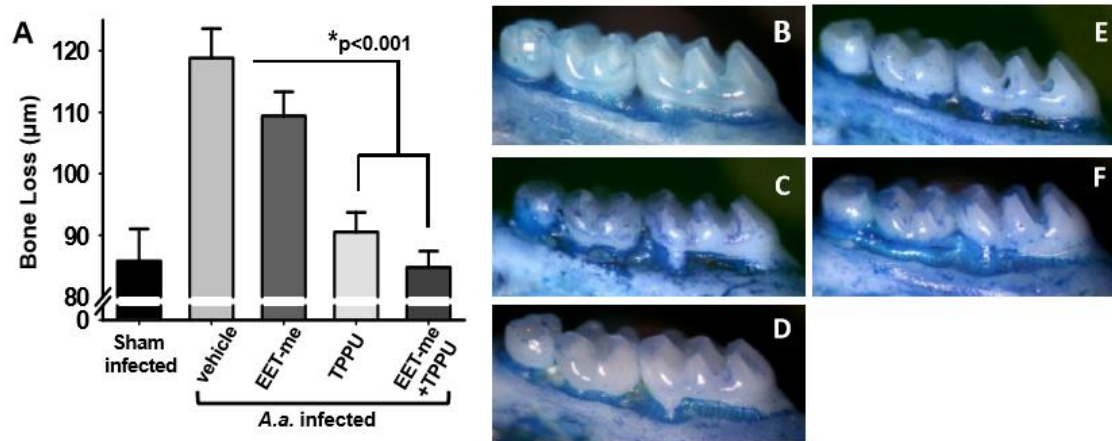 A
Bone Loss (µm)
120
110
100
90
80
0
*p<0.001
Sham
infected
vehicle
EET-me
TPPU
EET-me
+TPPU
A.a. infected
B
C
D
E
F